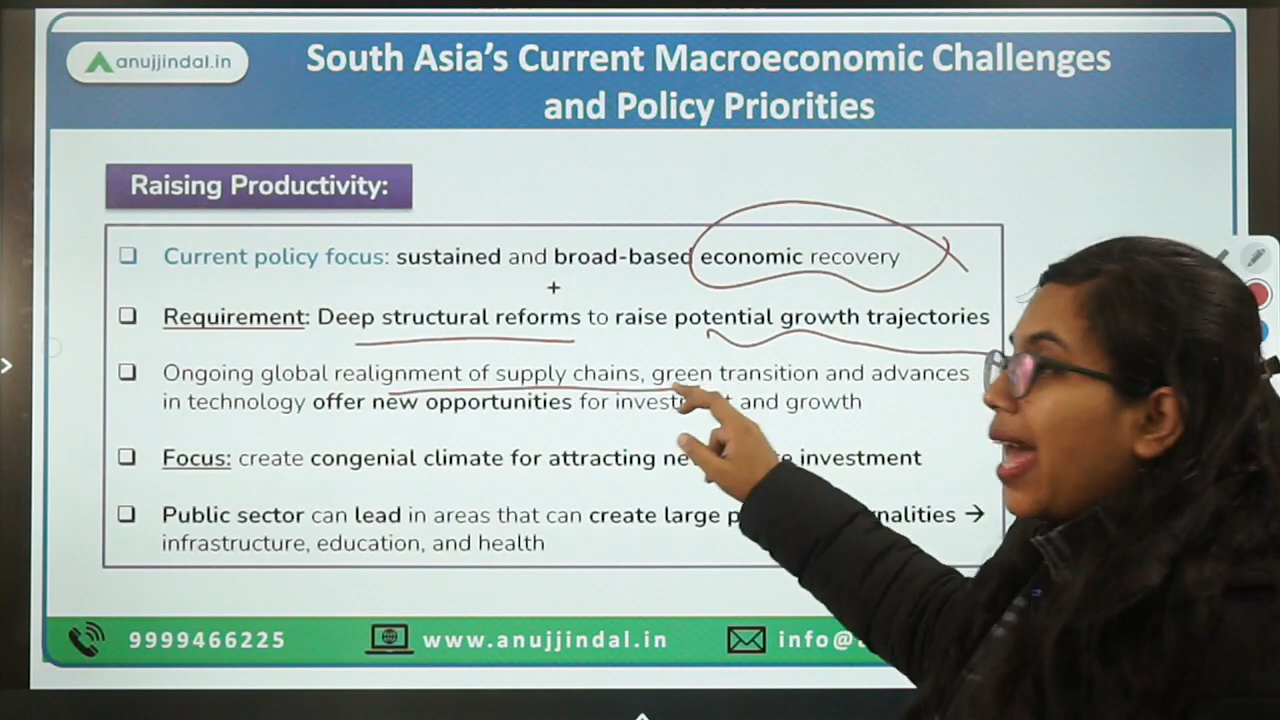 anujjindal.in
South Asia's Current Macroeconomic Challenges
and Policy Priorities
Raising Productivity:
Current policy focus: sustained and broad-based economic recovery
+
Requirement: Deep structural reforms to raise potential growth trajectories
Ongoing global realignment of supply chains, green transition and advances
in technology offer new opportunities for investment and growth
Focus: create congenial climate for attracting investment
Public sector can lead in areas that can create large →
infrastructure, education, and health
9999466225
www.anujjindal.in
info@